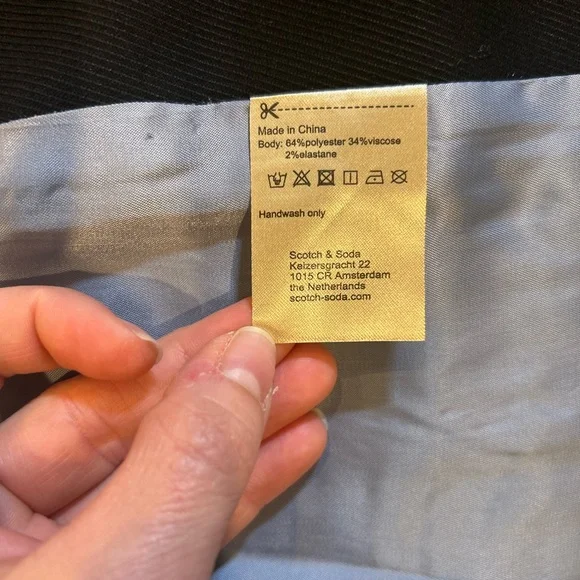 Made in China
Body: 64%polyester 34%viscose
2%elastane
Handwash only
Scotch & Soda
Keizersgracht 22
1015 CR Amsterdam
the Netherlands
scotch-soda.com